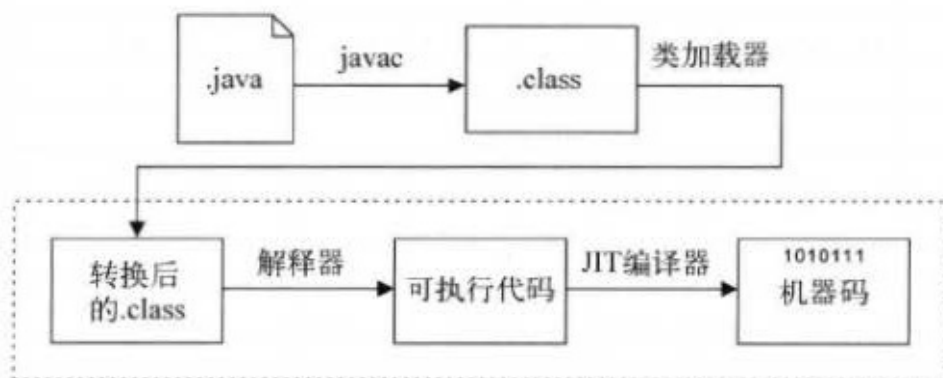 .java
javac
.class
类加载器
转换后
的.class
解释器
可执行代码
JIT编译器
1010111
机器码